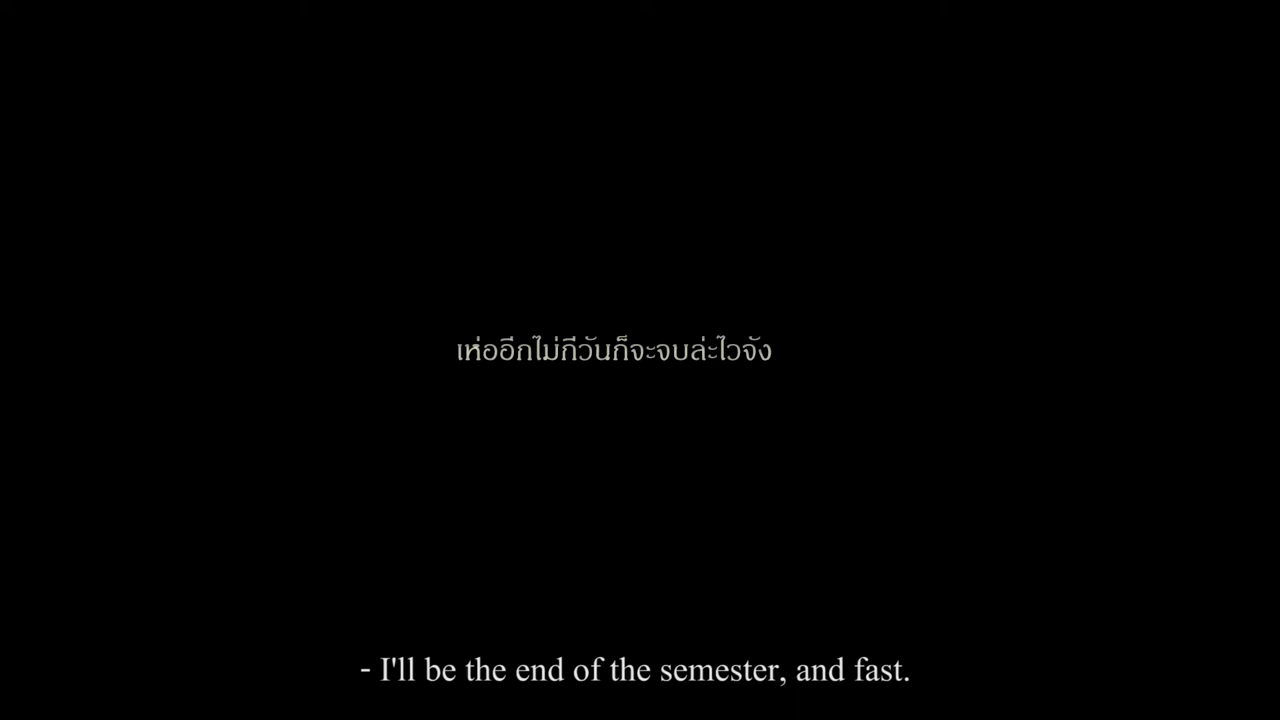 เห่ออีกไม่กี่วันก็จะจบล่ะไวจัง
- I'll be the end of the semester, and fast.